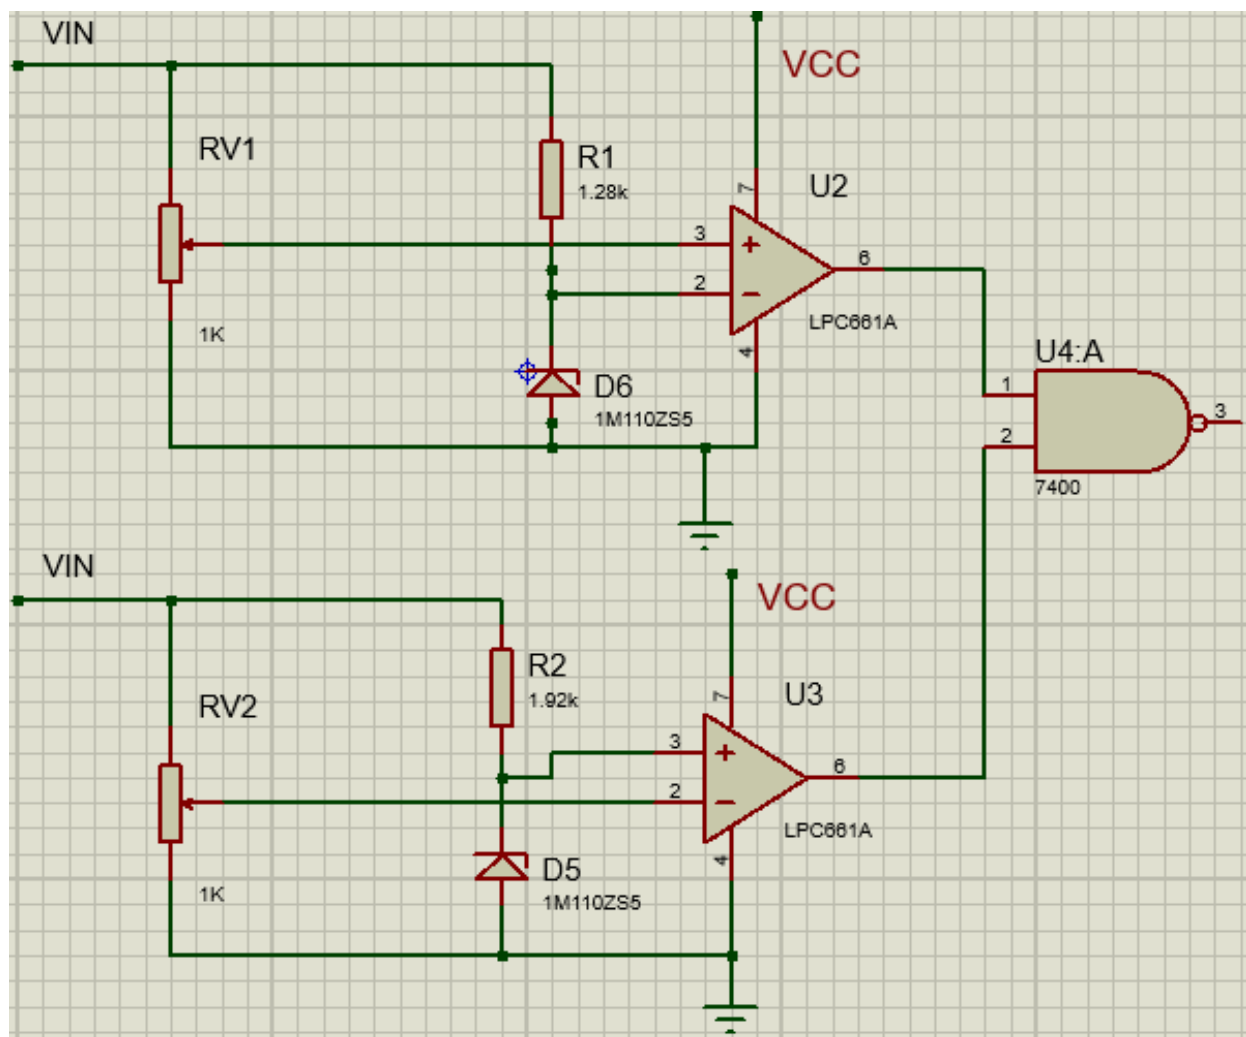 VIN
VCC
RV1
1K
R1
1.28k
3
2
7
4
6
U2
LPC661A
D6
1M110ZS5
U4:A
1
2
3
7400
VIN
VCC
RV2
1K
R2
1.92k
3
2
7
4
6
U3
LPC661A
D5
1M110ZS5